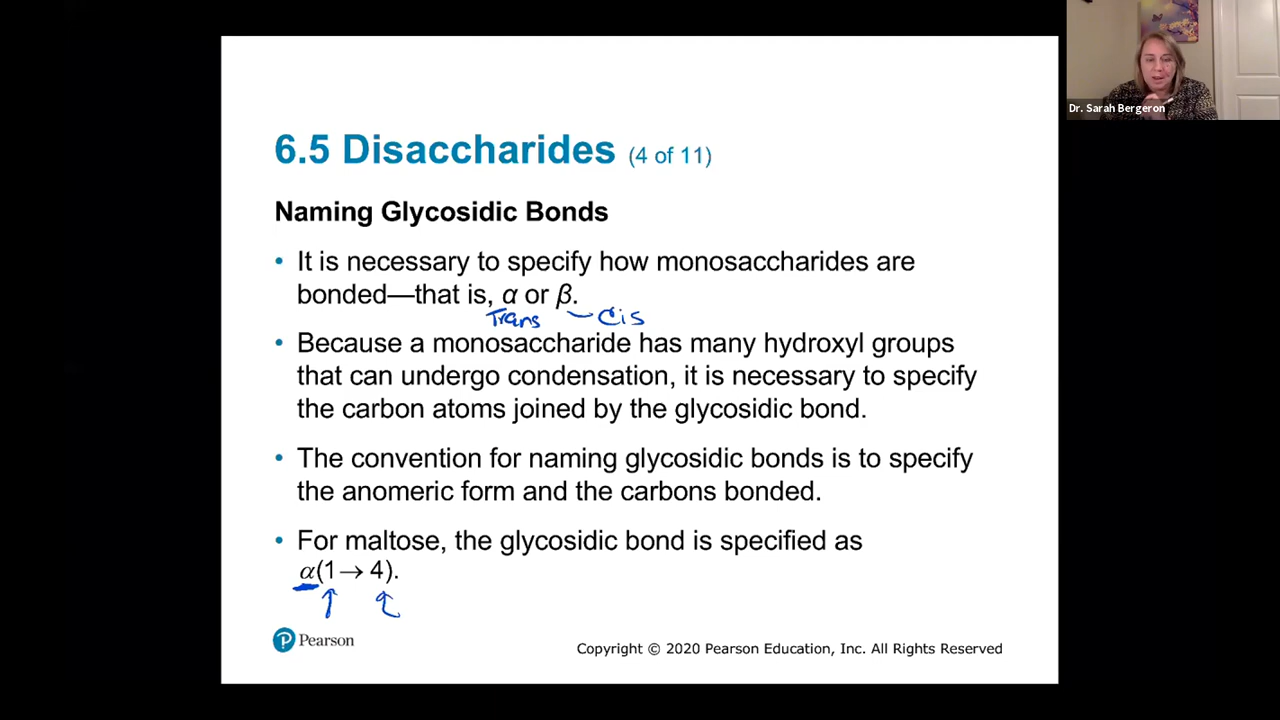 Dr. Sarah Bergeron
6.5 Disaccharides (4 of 11)
Naming Glycosidic Bonds
• It is necessary to specify how monosaccharides are
bonded—that is, α or β.
Trans Cis
• Because a monosaccharide has many hydroxyl groups
that can undergo condensation, it is necessary to specify
the carbon atoms joined by the glycosidic bond.
• The convention for naming glycosidic bonds is to specify
the anomeric form and the carbons bonded.
• For maltose, the glycosidic bond is specified as
α(1→ 4).
P Pearson
Copyright © 2020 Pearson Education, Inc. All Rights Reserved